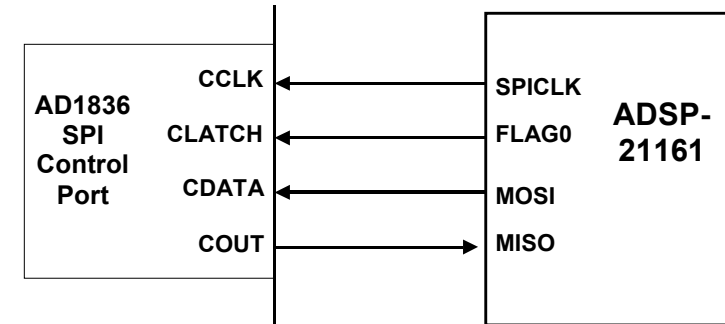 AD1836
SPI
Control
Port
CCLK
CLATCH
CDATA
COUT
SPICLK
FLAG0
MOSI
MISO
ADSP-
21161